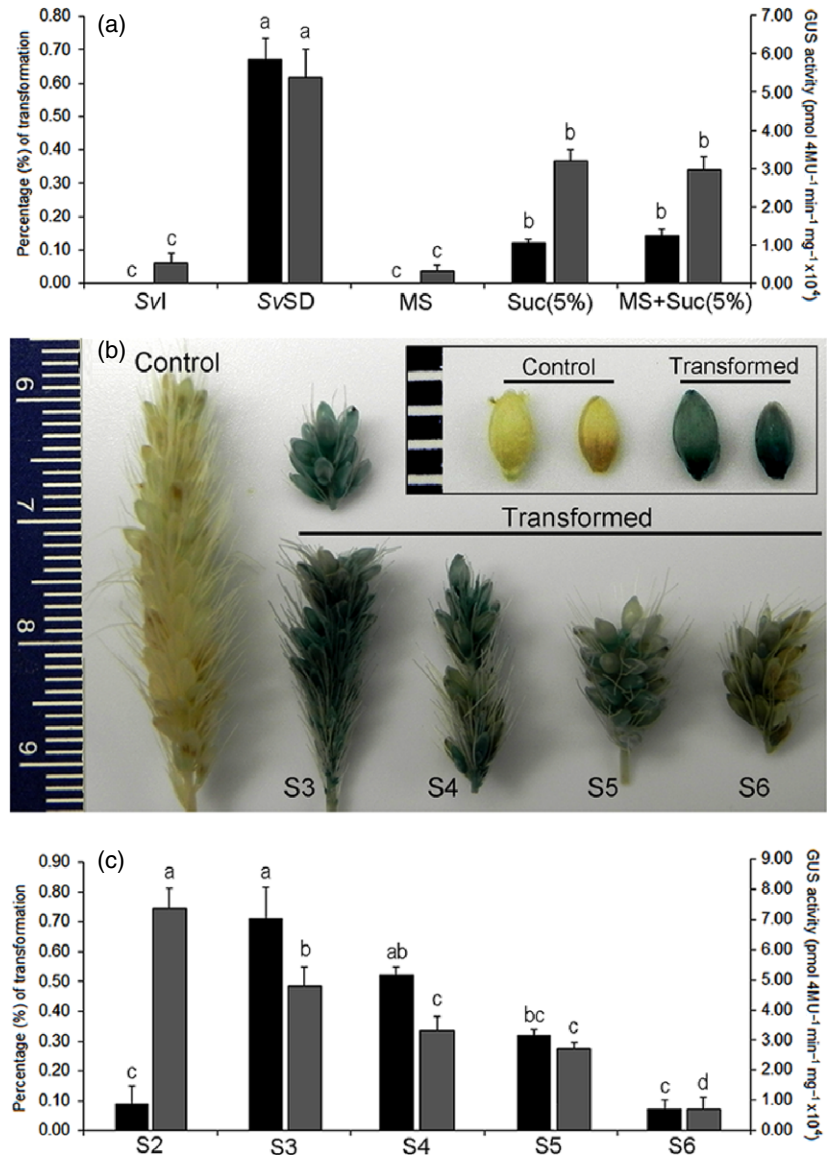 (a)
Percentage (%) of transformation
0.80
0.70
0.60
0.50
0.40
0.30
0.20
0.10
0.00
c c a a c c b b b b
7.00
6.00
5.00
4.00
3.00
2.00
1.00
0.00
GUS activity (pmol 4MU⁻¹ min⁻¹ mg⁻¹ x10⁴)
SvI SvSD MS Suc(5%) MS+Suc(5%)
(b)
Control
Control Transformed
Transformed
6
7
8
9
S3 S4 S5 S6
(c)
Percentage (%) of transformation
0.90
0.80
0.70
0.60
0.50
0.40
0.30
0.20
0.10
0.00
c a a b ab c bc c c d
9.00
8.00
7.00
6.00
5.00
4.00
3.00
2.00
1.00
0.00
GUS activity (pmol 4MU⁻¹ min⁻¹ mg⁻¹ x10⁴)
S2 S3 S4 S5 S6